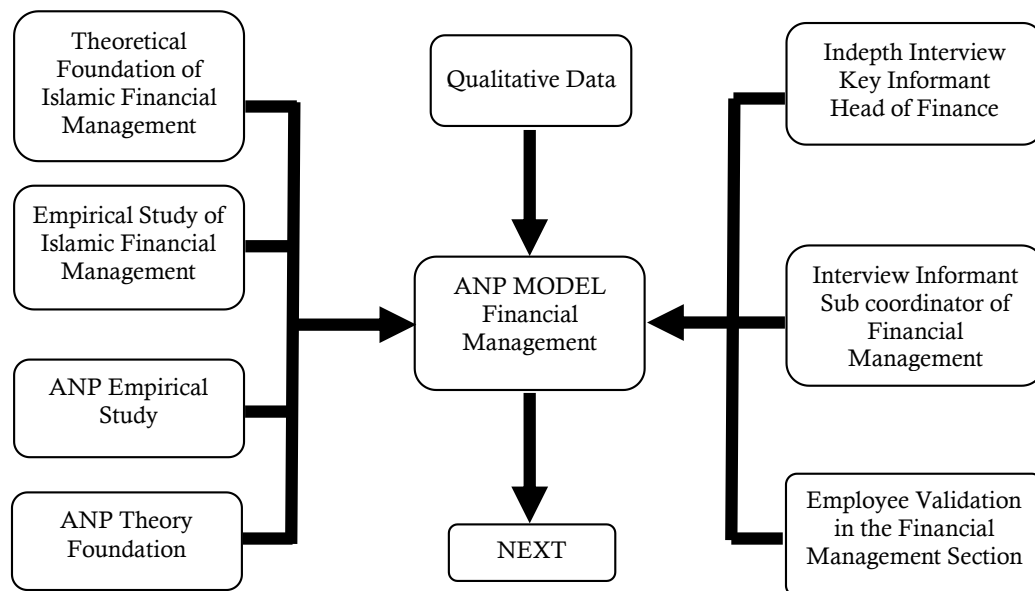 Theoretical
Foundation of
Islamic Financial
Management
Empirical Study of
Islamic Financial
Management
ANP Empirical
Study
ANP Theory
Foundation
Qualitative Data
ANP MODEL
Financial
Management
NEXT
Indepth Interview
Key Informant
Head of Finance
Interview Informant
Sub coordinator of
Financial
Management
Employee Validation
in the Financial
Management Section